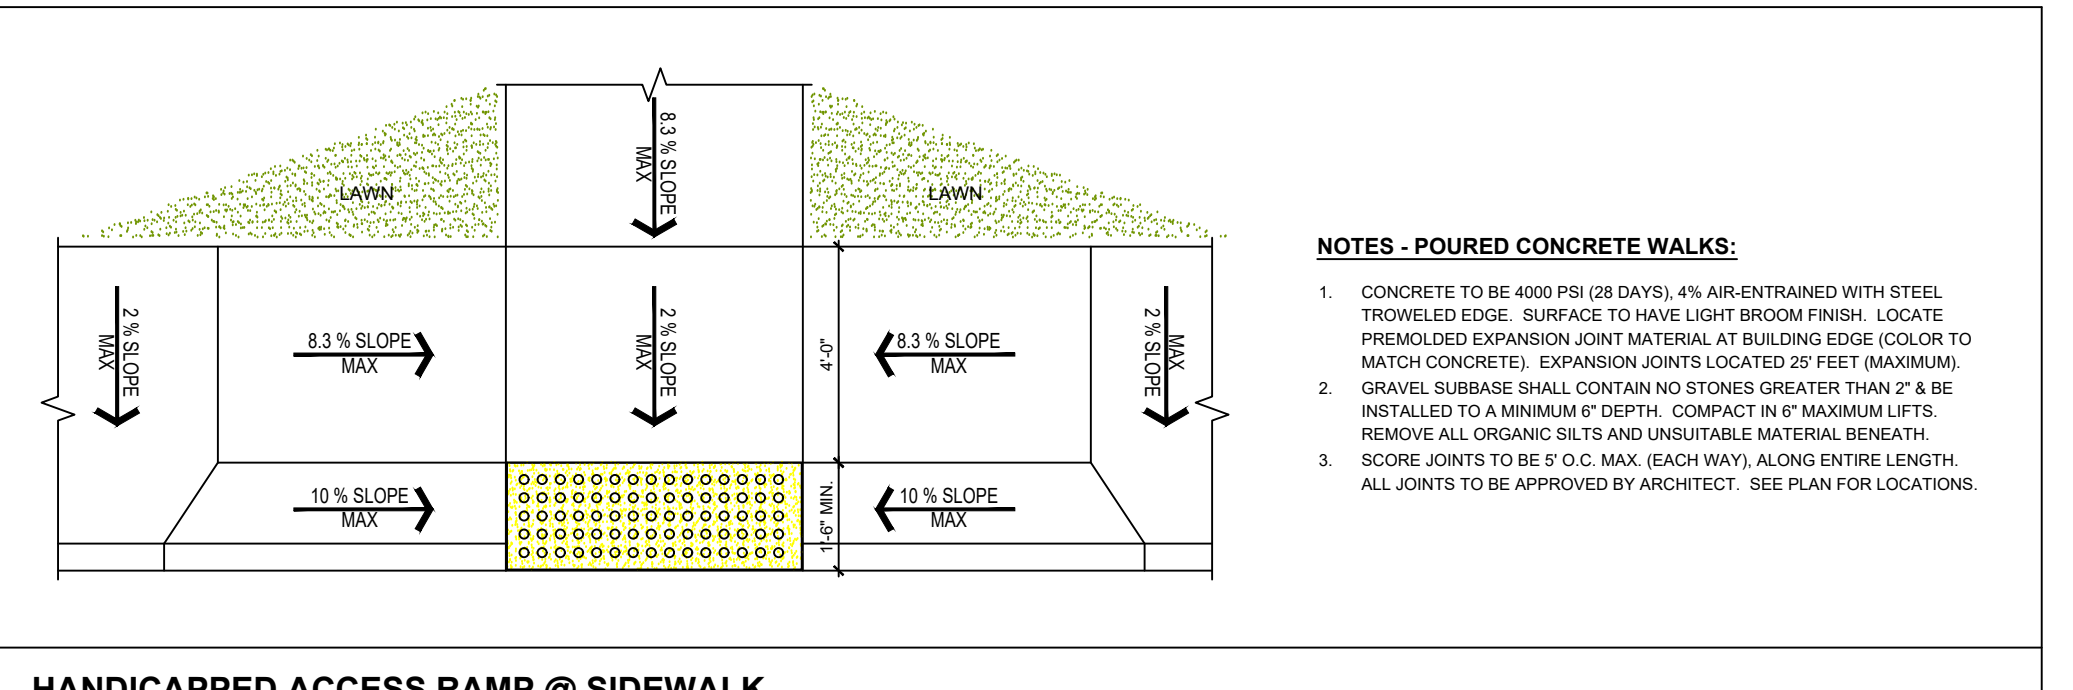 8.3 % SLOPE
MAX
LAWN
LAWN
2 % SLOPE
MAX
8.3 % SLOPE
MAX
2 % SLOPE
MAX
4'-0"
8.3 % SLOPE
MAX
MAX
2 % SLOPE
10 % SLOPE
MAX
1'-6" MIN.
10 % SLOPE
MAX
NOTES - POURED CONCRETE WALKS:
1. CONCRETE TO BE 4000 PSI (28 DAYS), 4% AIR-ENTRAINED WITH STEEL
TROWELED EDGE. SURFACE TO HAVE LIGHT BROOM FINISH. LOCATE
PREMOLDED EXPANSION JOINT MATERIAL AT BUILDING EDGE (COLOR TO
MATCH CONCRETE). EXPANSION JOINTS LOCATED 25' FEET (MAXIMUM).
2. GRAVEL SUBBASE SHALL CONTAIN NO STONES GREATER THAN 2" & BE
INSTALLED TO A MINIMUM 6" DEPTH. COMPACT IN 6" MAXIMUM LIFTS.
REMOVE ALL ORGANIC SILTS AND UNSUITABLE MATERIAL BENEATH.
3. SCORE JOINTS TO BE 5' O.C. MAX. (EACH WAY), ALONG ENTIRE LENGTH.
ALL JOINTS TO BE APPROVED BY ARCHITECT. SEE PLAN FOR LOCATIONS.
HANDICAPPED ACCESS RAMP @ SIDEWALK